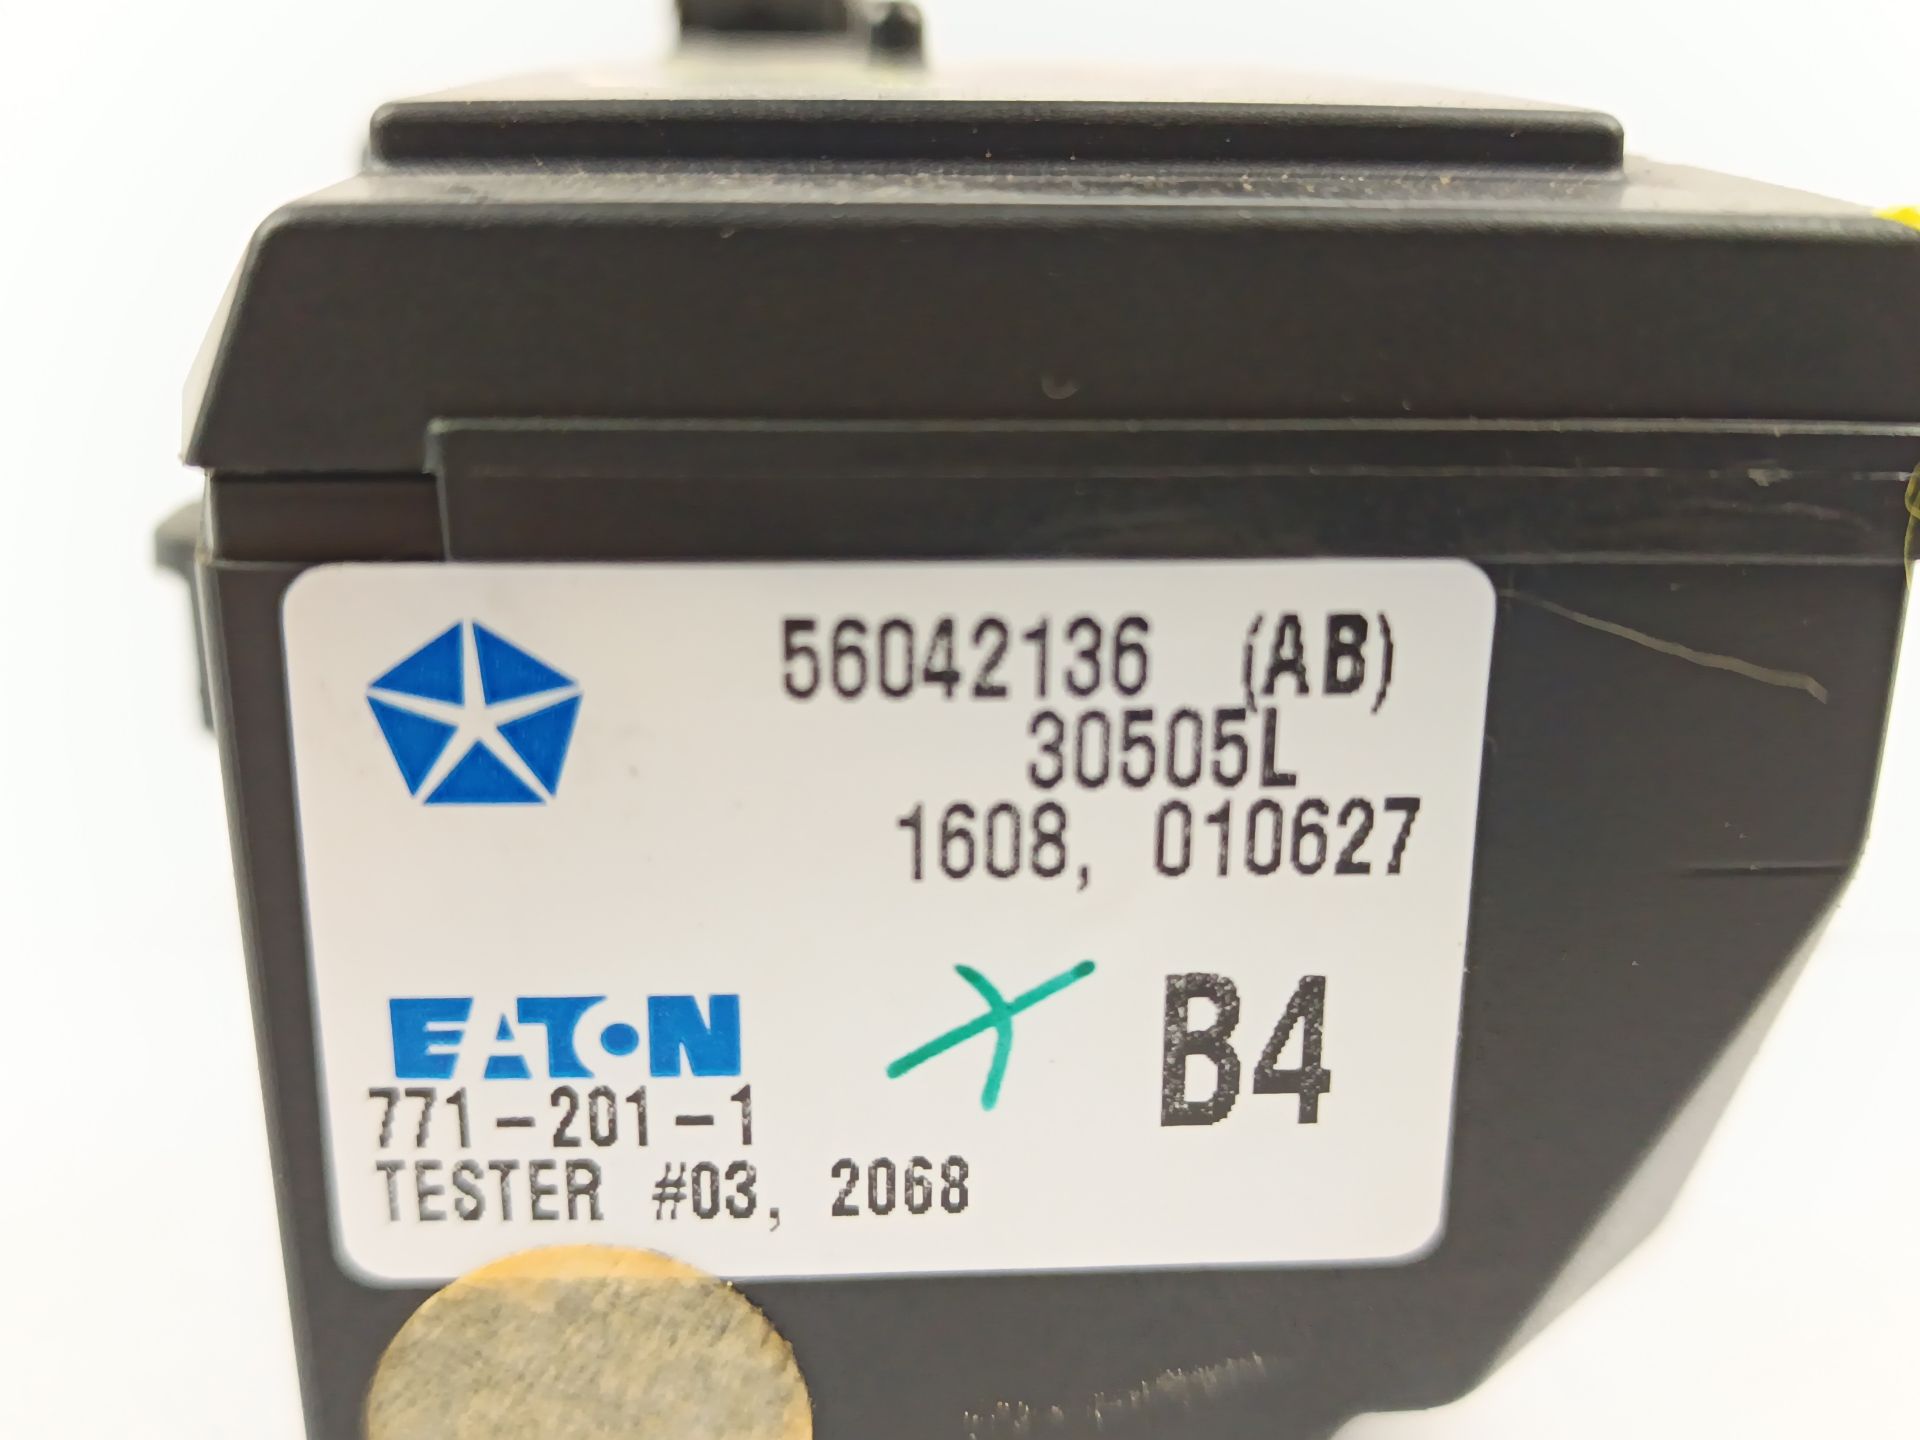 56042136 (AB)
30505L
1608, 010627
EATON
B4
771-201-1
TESTER #03, 2068